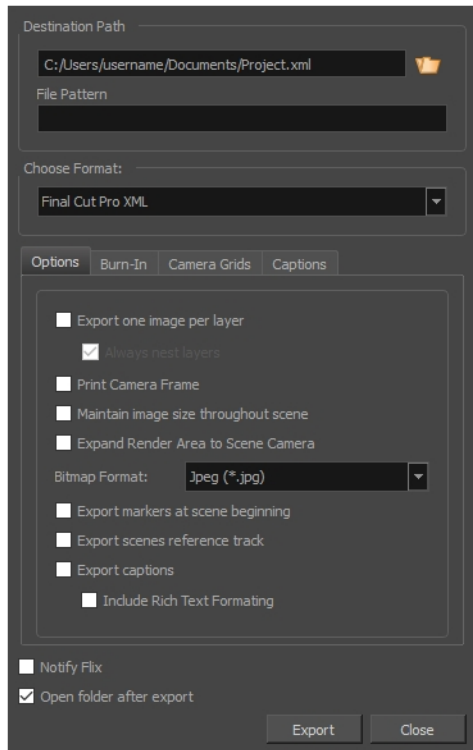 Destination Path
C:/Users/username/Documents/Project.xml
File Pattern
Choose Format:
Final Cut Pro XML
Options Burn-In Camera Grids Captions
Export one image per layer
Always nest layers
Print Camera Frame
Maintain image size throughout scene
Expand Render Area to Scene Camera
Bitmap Format: Jpeg (*.jpg)
Export markers at scene beginning
Export scenes reference track
Export captions
Include Rich Text Formating
Notify Flix
Open folder after export
Export Close